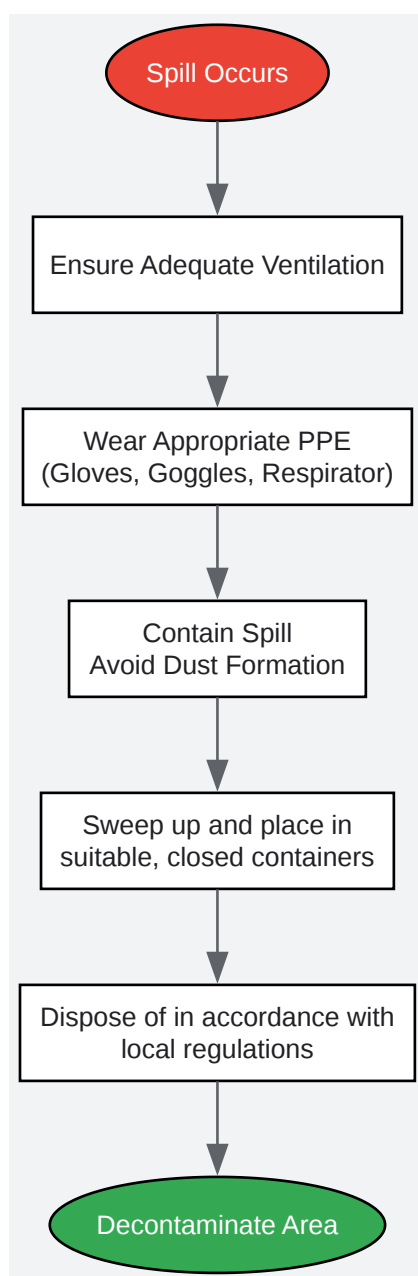 Spill Occurs
Ensure Adequate Ventilation
Wear Appropriate PPE
(Gloves, Goggles, Respirator)
Contain Spill
Avoid Dust Formation
Sweep up and place in
suitable, closed containers
Dispose of in accordance with
local regulations
Decontaminate Area